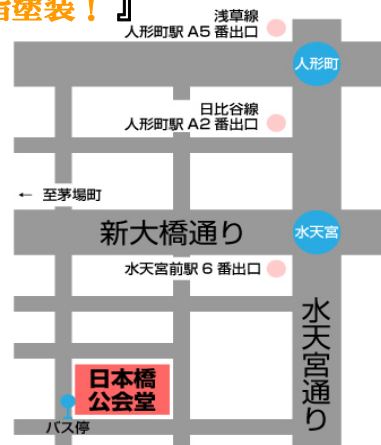 塗装！』
浅草線
人形町駅 A5 番出口
人形町
日比谷線
人形町駅 A2 番出口
← 至茅場町
新大橋通り
水天宮
水天宮前駅 6 番出口
水天宮通り
日本橋
公会堂
バス停